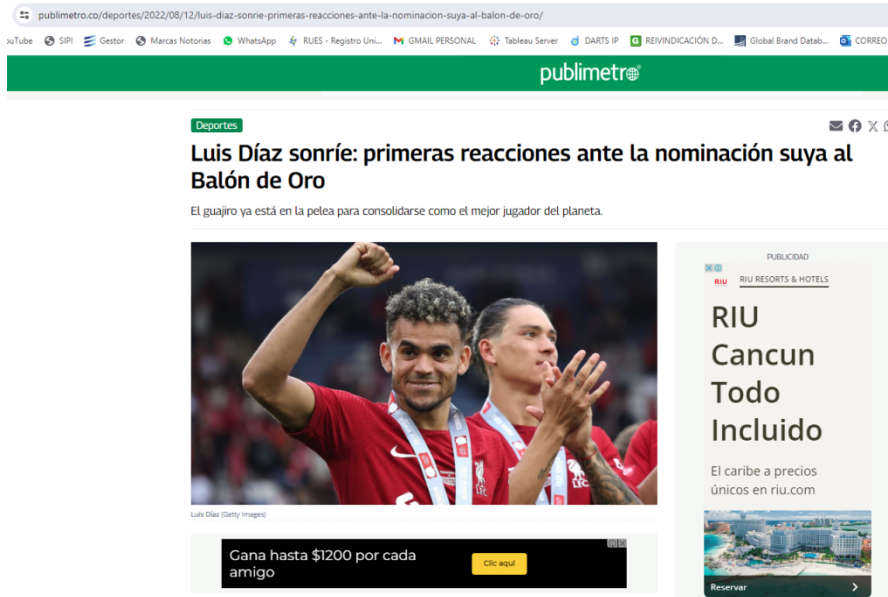 publimetro.co/deportes/2022/08/12/luis-diaz-sonrie-primeras-reacciones-ante-la-nominacion-suya-al-balon-de-oro/
ouTube SIPI Gestor Marcas Notorias WhatsApp RUES - Registro Uni... GMAIL PERSONAL Tableau Server DARTS IP REIVINDICACIÓN D... Global Brand Datab... CORREO
publimetro
Deportes
Luis Díaz sonríe: primeras reacciones ante la nominación suya al
Balón de Oro
El guajiro ya está en la pelea para consolidarse como el mejor jugador del planeta.
PUBLICIDAD
RIU
RIU RESORTS & HOTELS
RIU
Cancun
Todo
Incluido
El caribe a precios
únicos en riu.com
Reservar
LFC
LFC
Luis Díaz (Getty Images)
Gana hasta $1200 por cada
amigo
Clic aquí